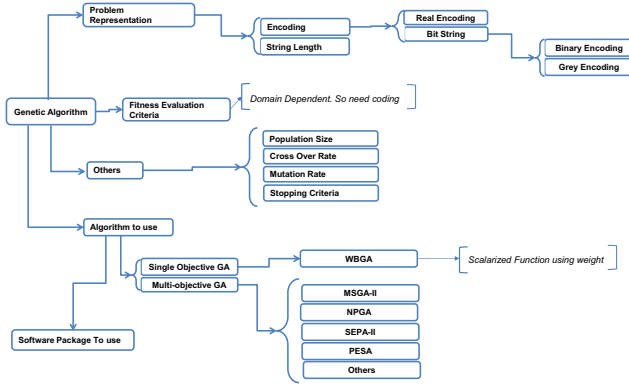 Problem
Representation
Encoding
String Length
Real Encoding
Bit String
Binary Encoding
Grey Encoding
Genetic Algorithm
Fitness Evaluation
Criteria
Domain Dependent. So need coding
Others
Population Size
Cross Over Rate
Mutation Rate
Stopping Criteria
Algorithm to use
Single Objective GA
Multi-objective GA
WBGA
Scalarized Function using weight
MSGA-II
NPGA
SEPA-II
PESA
Others
Software Package To use